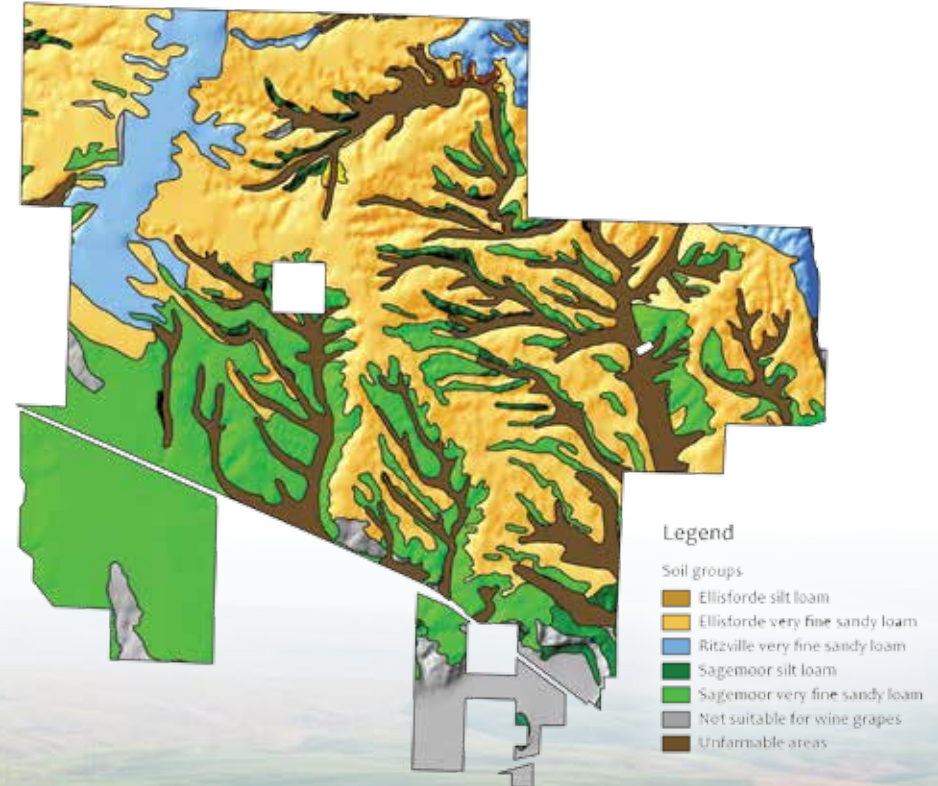 Legend
Soil groups
Ellisforde silt loam
Ellisforde very fine sandy loam
Ritzville very fine sandy loam
Sagemoor silt loam
Sagemoor very fine sandy loam
Not suitable for wine grapes
Unfarmable areas